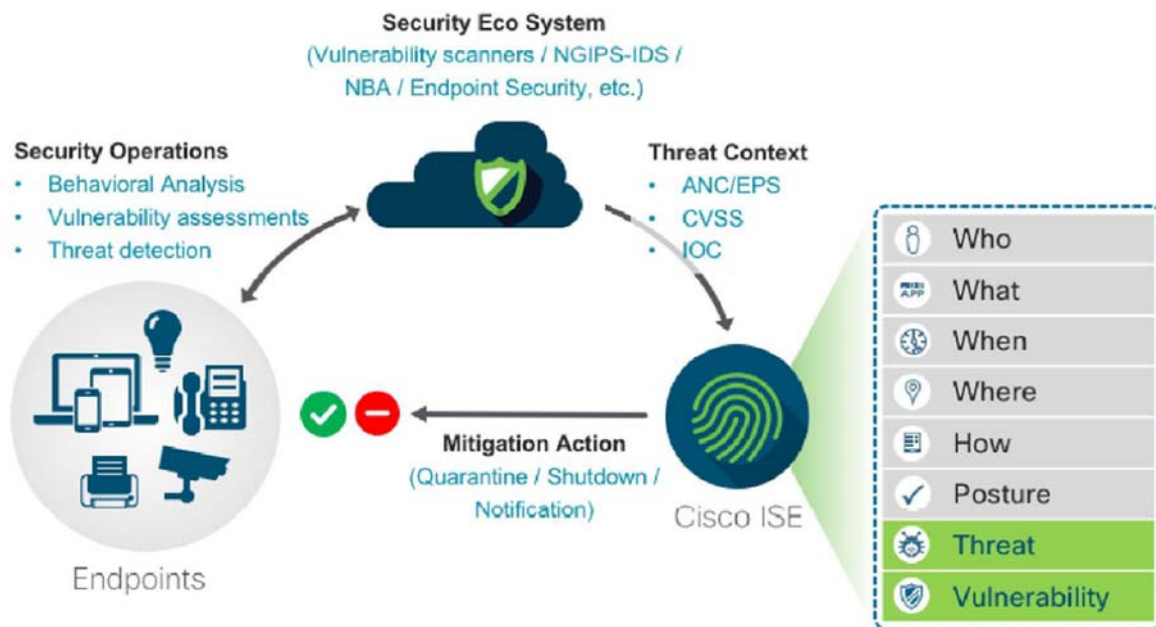 Security Eco System
(Vulnerability scanners / NGIPS-IDS /
NBA / Endpoint Security, etc.)
Security Operations
• Behavioral Analysis
• Vulnerability assessments
• Threat detection
Threat Context
• ANC/EPS
• CVSS
• IOC
Who
What
When
Where
How
Posture
Threat
Vulnerability
Mitigation Action
(Quarantine / Shutdown /
Notification)
Cisco ISE
Endpoints